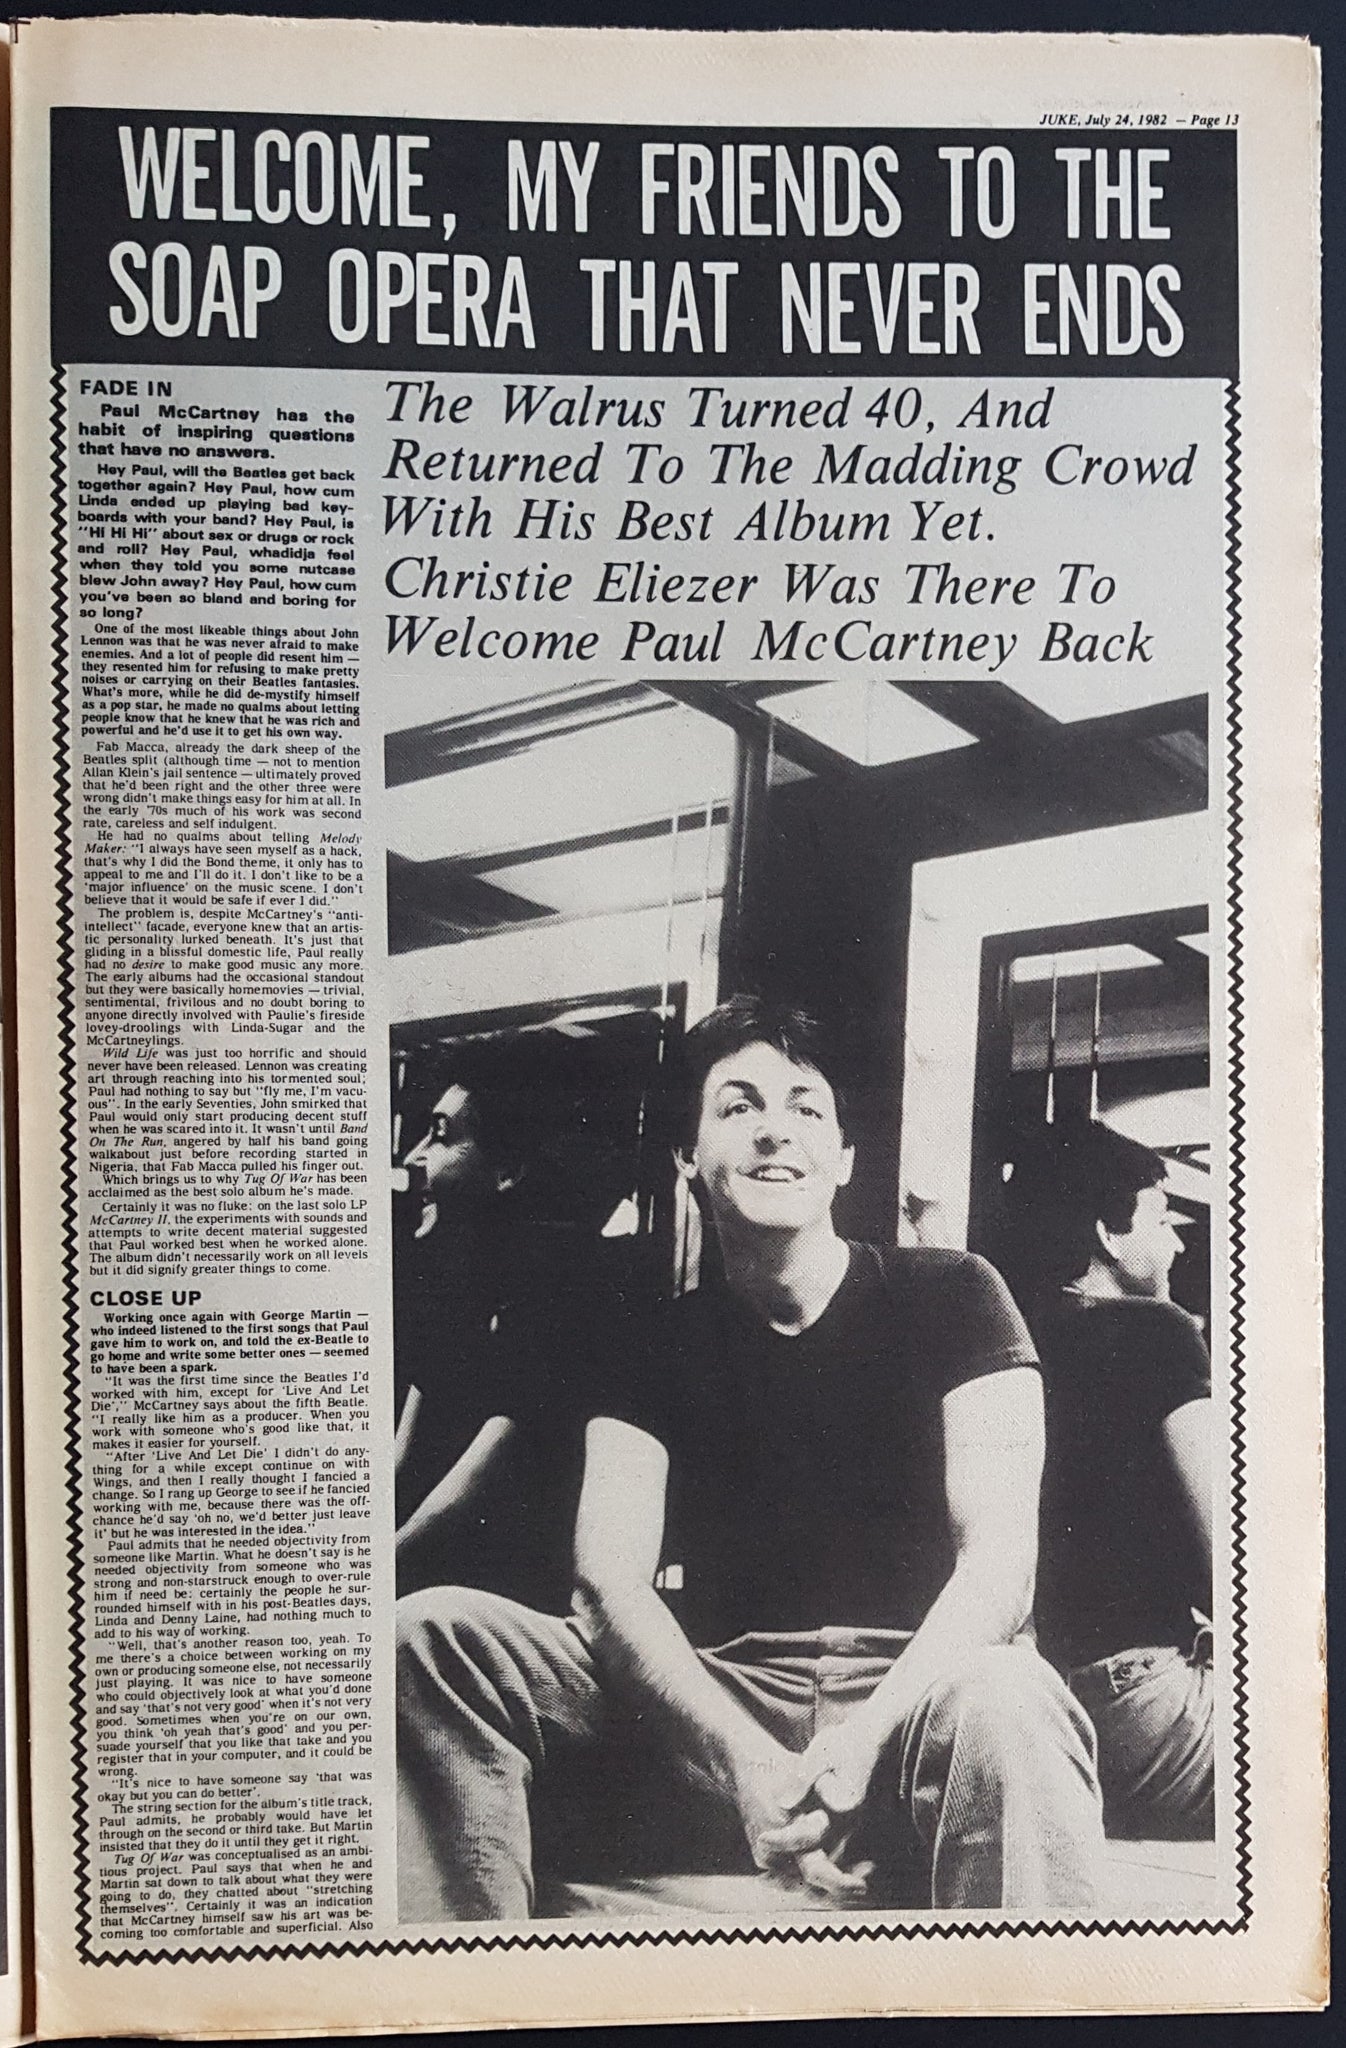 JUKE, July 24, 1982 — Page 13
WELCOME, MY FRIENDS TO THE
SOAP OPERA THAT NEVER ENDS
The Walrus Turned 40, And
Returned To The Madding Crowd
With His Best Album Yet.
Christie Eliezer Was There To
Welcome Paul McCartney Back
FADE IN
Paul McCartney has the
habit of inspiring questions
that have no answers.
Hey Paul, will the Beatles get back
together again? Hey Paul, how cum
Linda ended up playing bad key-
boards with your band? Hey Paul, is
"Hi Hi Hi" about sex or drugs or rock
and roll? Hey Paul, whadidja feel
when they told you some nutcase
blew John away? Hey Paul, how cum
you've been so bland and boring for
so long?
One of the most likeable things about John
Lennon was that he was never afraid to make
enemies. And a lot of people did resent him —
they resented him for refusing to make pretty
noises or carrying on their Beatles fantasies.
What's more, while he did de-mystify himself
as a pop star, he made no qualms about letting
people know that he knew that he was rich and
powerful and he'd use it to get his own way.
Fab Macca, already the dark sheep of the
Beatles split (although time — not to mention
Allan Klein's jail sentence — ultimately proved
that he'd been right and the other three were
wrong didn't make things easy for him at all. In
the early '70s much of his work was second
rate, careless and self indulgent.
He had no qualms about telling Melody
Maker: "I always have seen myself as a hack,
that's why I did the Bond theme, it only has to
appeal to me and I'll do it. I don't like to be a
'major influence' on the music scene. I don't
believe that it would be safe if ever I did."
The problem is, despite McCartney's "anti-
intellect" facade, everyone knew that an artis-
tic personality lurked beneath. It's just that
gliding in a blissful domestic life, Paul really
had no desire to make good music any more.
The early albums had the occasional standout
but they were basically homemovies — trivial,
sentimental, frivilous and no doubt boring to
anyone directly involved with Paulie's fireside
lovey-droolings with Linda-Sugar and the
McCartneylings.
Wild Life was just too horrific and should
never have been released. Lennon was creating
art through reaching into his tormented soul;
Paul had nothing to say but "fly me, I'm vacu-
ous". In the early Seventies, John smirked that
Paul would only start producing decent stuff
when he was scared into it. It wasn't until Band
On The Run, angered by half his band going
walkabout just before recording started in
Nigeria, that Fab Macca pulled his finger out.
Which brings us to why Tug Of War has been
acclaimed as the best solo album he's made.
Certainly it was no fluke: on the last solo LP
McCartney II, the experiments with sounds and
attempts to write decent material suggested
that Paul worked best when he worked alone.
The album didn't necessarily work on all levels
but it did signify greater things to come.
CLOSE UP
Working once again with George Martin —
who indeed listened to the first songs that Paul
gave him to work on, and told the ex-Beatle to
go home and write some better ones — seemed
to have been a spark.
"It was the first time since the Beatles I'd
worked with him, except for 'Live And Let
Die'," McCartney says about the fifth Beatle.
"I really like him as a producer. When you
work with someone who's good like that, it
makes it easier for yourself.
"After 'Live And Let Die' I didn't do any-
thing for a while except continue on with
Wings, and then I really thought I fancied a
change. So I rang up George to see if he fancied
working with me, because there was the off-
chance he'd say 'oh no, we'd better just leave
it' but he was interested in the idea."
Paul admits that he needed objectivity from
someone like Martin. What he doesn't say is he
needed objectivity from someone who was
strong and non-starstruck enough to over-rule
him if need be: certainly the people he sur-
rounded himself with in his post-Beatles days,
Linda and Denny Laine, had nothing much to
add to his way of working.
"Well, that's another reason too, yeah. To
me there's a choice between working on my
own or producing someone else, not necessarily
just playing. It was nice to have someone
who could objectively look at what you'd done
and say 'that's not very good' when it's not very
good. Sometimes when you're on our own,
you think 'oh yeah that's good' and you per-
suade yourself that you like that take and you
register that in your computer, and it could be
wrong.
"It's nice to have someone say 'that was
okay but you can do better'.
The string section for the album's title track,
Paul admits, he probably would have let
through on the second or third take. But Martin
insisted that they do it until they get it right.
Tug Of War was conceptualised as an ambi-
tious project. Paul says that when he and
Martin sat down to talk about what they were
going to do, they chatted about "stretching
themselves". Certainly it was an indication
that McCartney himself saw his art was be-
coming too comfortable and superficial. Also